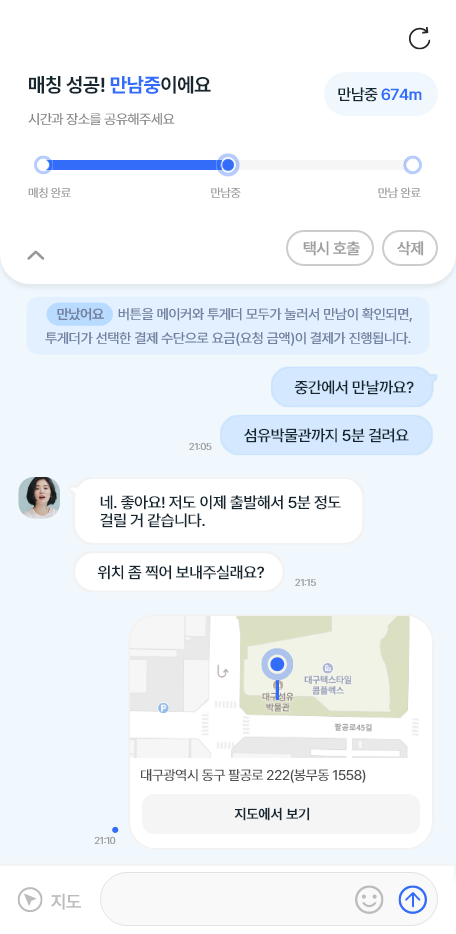 매칭 성공! 만남중이에요
만남중 674m
시간과 장소를 공유해주세요
매칭 완료
만남중
만남 완료
택시 호출
삭제
만났어요 버튼을 메이커와 투게더 모두가 눌러서 만남이 확인되면,
투게더가 선택한 결제 수단으로 요금(요청 금액)이 결제가 진행됩니다.
중간에서 만날까요?
섬유박물관까지 5분 걸려요
21:05
네. 좋아요! 저도 이제 출발해서 5분 정도
걸릴 거 같습니다.
위치 좀 찍어 보내주실래요?
21:15
대구텍스타일
콤플렉스
대구섬유
박물관
P
팔공로45길
대구광역시 동구 팔공로 222(봉무동 1558)
지도에서 보기
21:10
지도